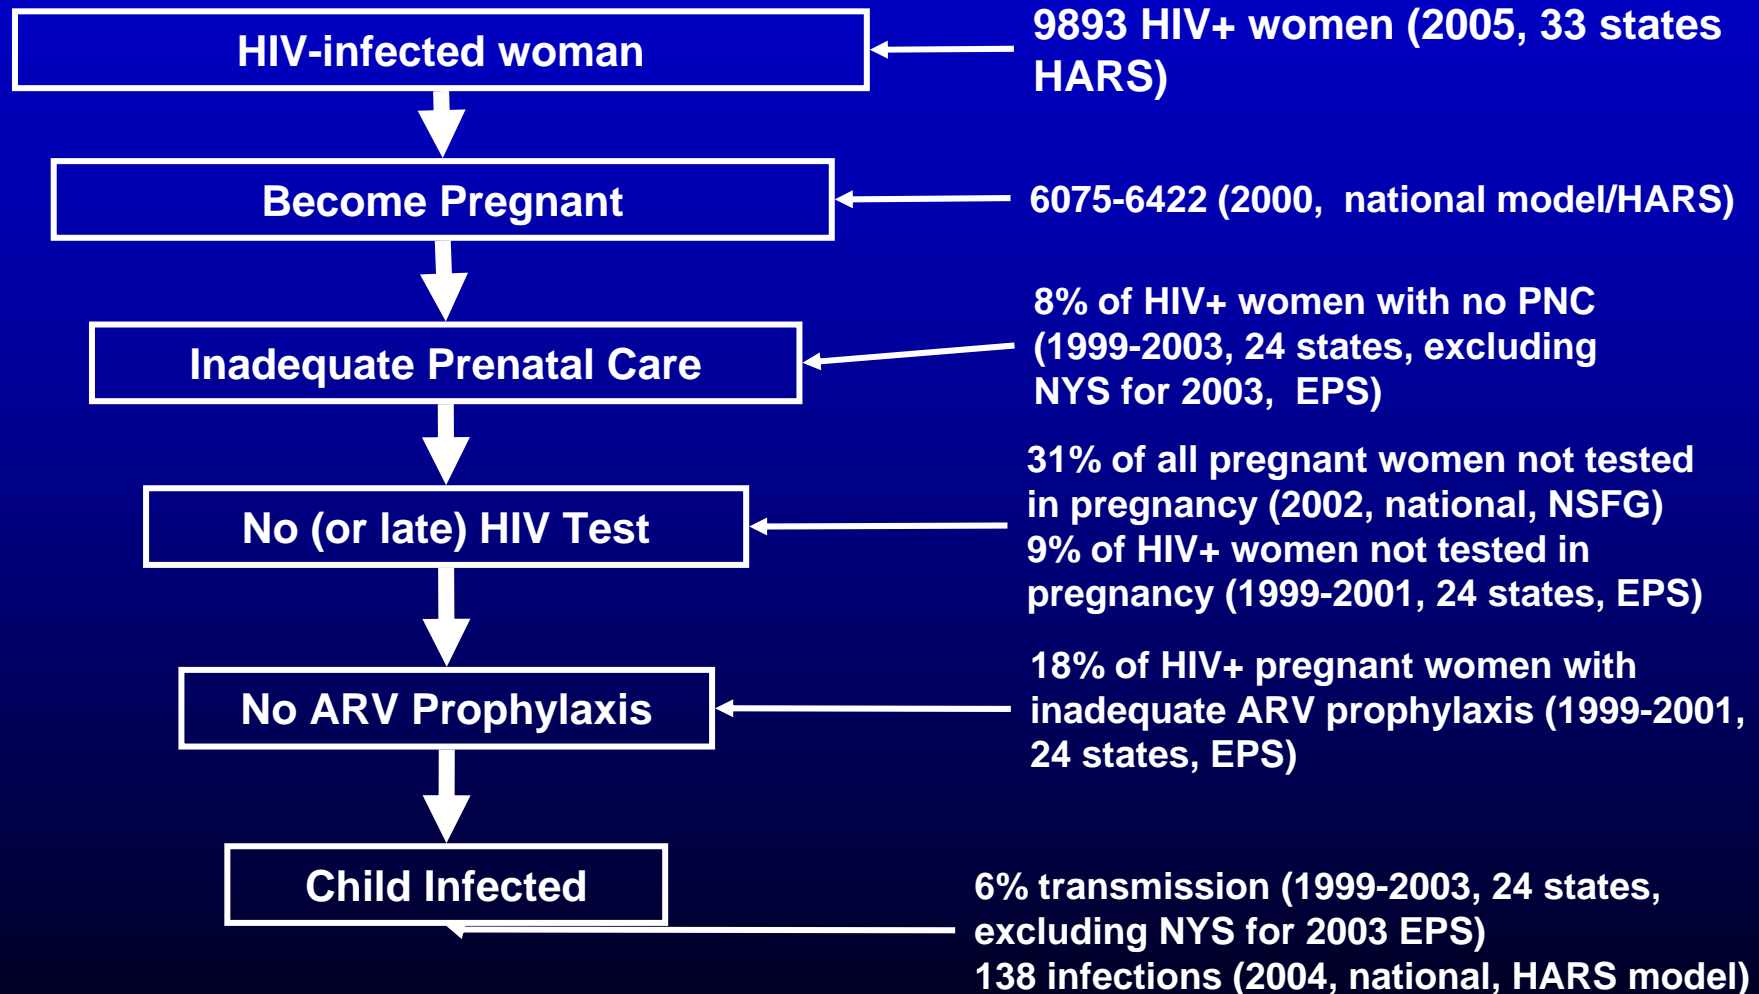 HIV-infected woman
9893 HIV+ women (2005, 33 states
HARS)
Become Pregnant
6075-6422 (2000,  national model/HARS)
Inadequate Prenatal Care
8% of HIV+ women with no PNC
(1999-2003, 24 states, excluding
NYS for 2003,  EPS)
No (or late) HIV Test
31% of all pregnant women not tested
in pregnancy (2002, national, NSFG)
9% of HIV+ women not tested in
pregnancy (1999-2001, 24 states, EPS)
No ARV Prophylaxis
18% of HIV+ pregnant women with
inadequate ARV prophylaxis (1999-2001,
24 states, EPS)
Child Infected
6% transmission (1999-2003, 24 states,
excluding NYS for 2003 EPS)
138 infections (2004, national, HARS model)